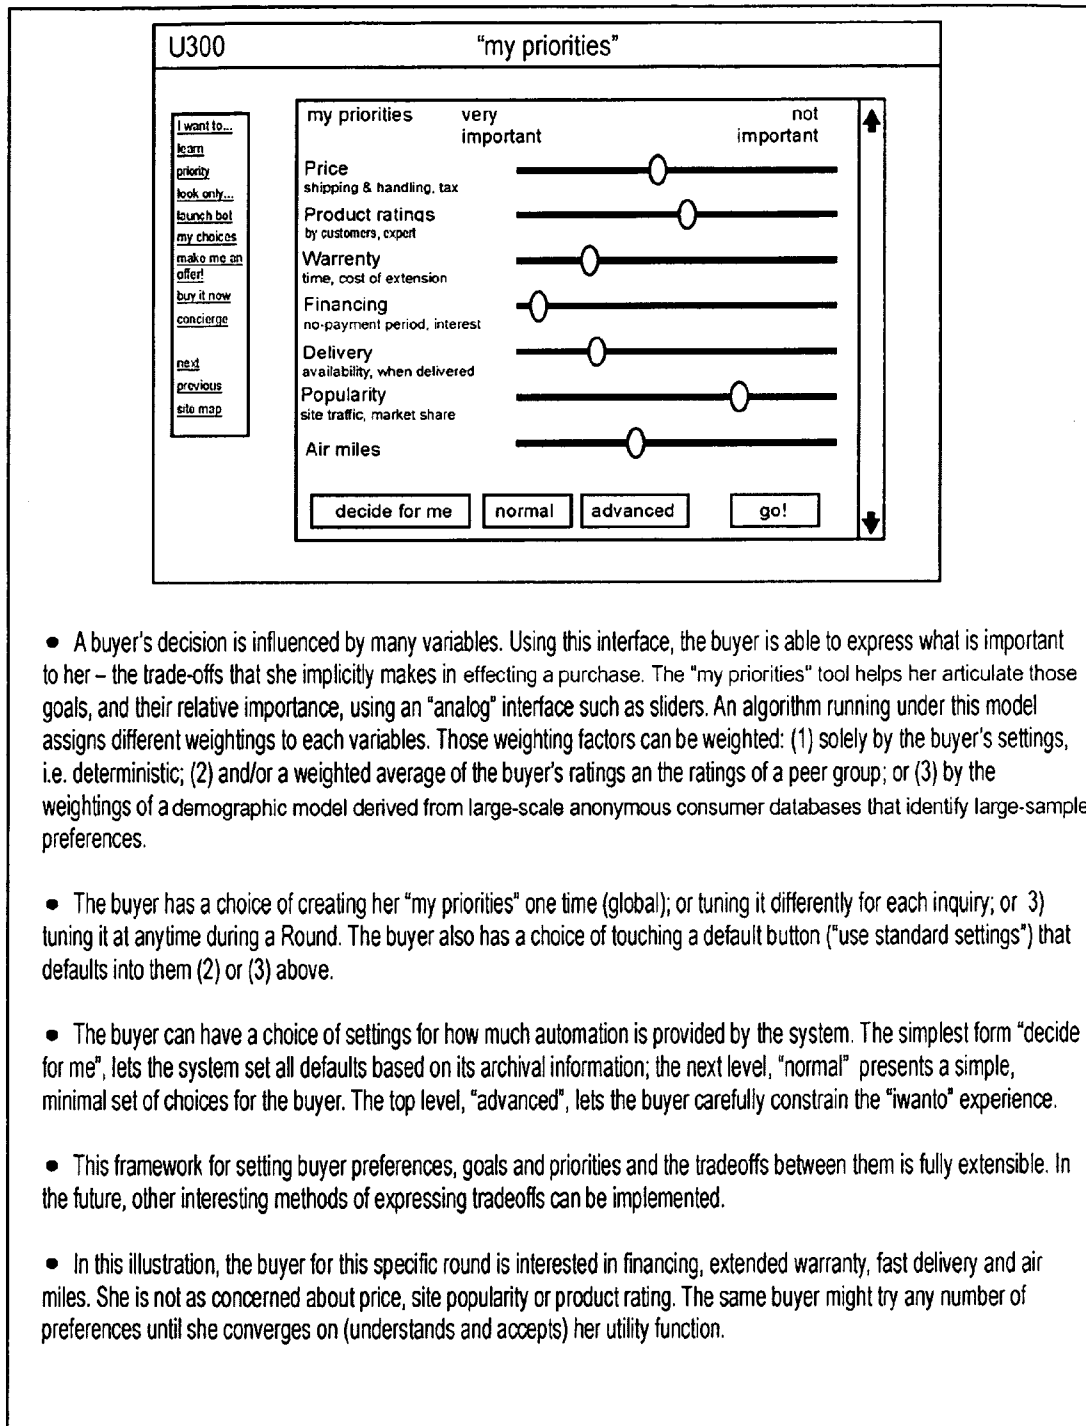 U300 "my priorities"
I want to...
learn
priority
look only...
launch bot
my choices
make me an
offer!
buy it now
concierge
next
previous
site map
my priorities very not
important important
Price
shipping & handling, tax
Product ratings
by customers, expert
Warrenty
time, cost of extension
Financing
no-payment period, interest
Delivery
availability, when delivered
Popularity
site traffic, market share
Air miles
decide for me normal advanced go!
• A buyer's decision is influenced by many variables. Using this interface, the buyer is able to express what is important
to her – the trade-offs that she implicitly makes in effecting a purchase. The "my priorities" tool helps her articulate those
goals, and their relative importance, using an "analog" interface such as sliders. An algorithm running under this model
assigns different weightings to each variables. Those weighting factors can be weighted: (1) solely by the buyer's settings,
i.e. deterministic; (2) and/or a weighted average of the buyer's ratings an the ratings of a peer group; or (3) by the
weightings of a demographic model derived from large-scale anonymous consumer databases that identify large-sample
preferences.
• The buyer has a choice of creating her "my priorities" one time (global); or tuning it differently for each inquiry; or 3)
tuning it at anytime during a Round. The buyer also has a choice of touching a default button ("use standard settings") that
defaults into them (2) or (3) above.
• The buyer can have a choice of settings for how much automation is provided by the system. The simplest form "decide
for me", lets the system set all defaults based on its archival information; the next level, "normal" presents a simple,
minimal set of choices for the buyer. The top level, "advanced", lets the buyer carefully constrain the "iwanto" experience.
• This framework for setting buyer preferences, goals and priorities and the tradeoffs between them is fully extensible. In
the future, other interesting methods of expressing tradeoffs can be implemented.
• In this illustration, the buyer for this specific round is interested in financing, extended warranty, fast delivery and air
miles. She is not as concerned about price, site popularity or product rating. The same buyer might try any number of
preferences until she converges on (understands and accepts) her utility function.